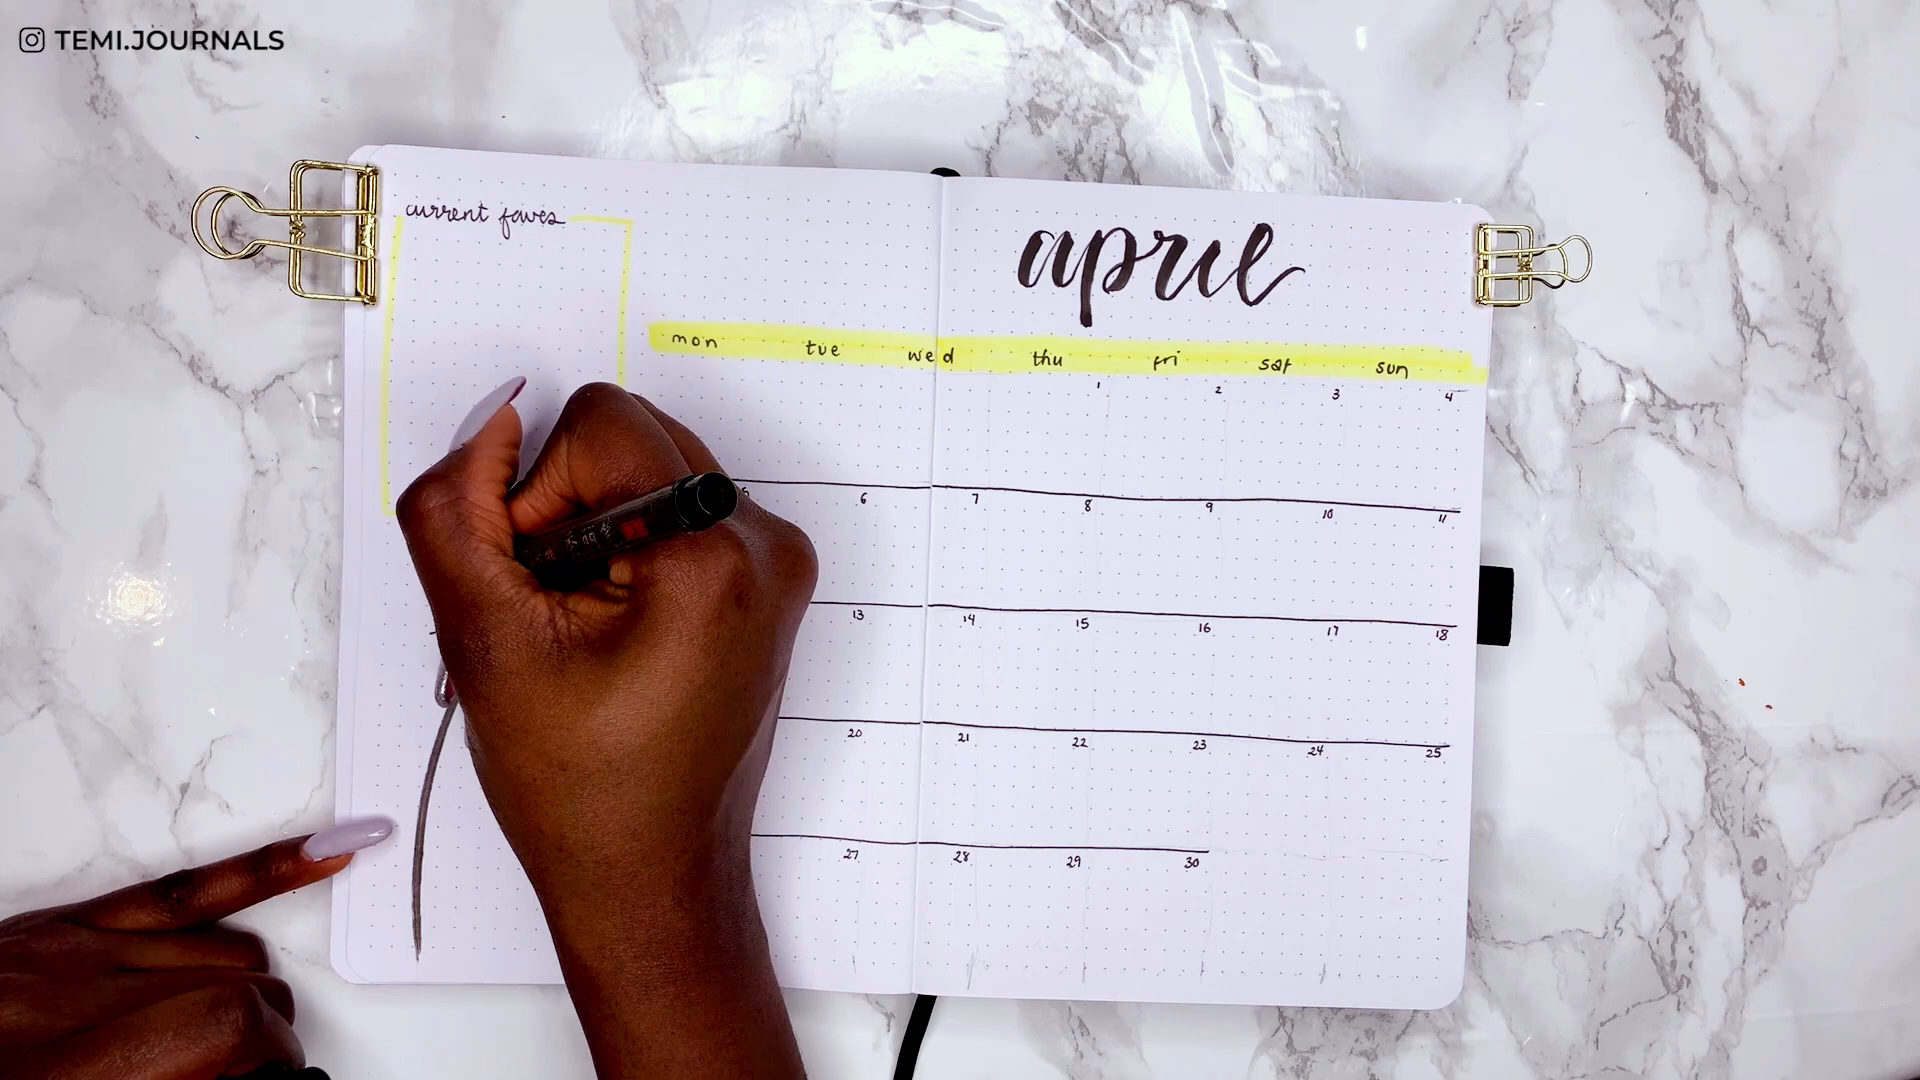 TEMI.JOURNALS
current faves
april
mon tue wed thu fri sat sun
1 2 3 4
5 6 7 8 9 10 11
13 14 15 16 17 18
20 21 22 23 24 25
27 28 29 30